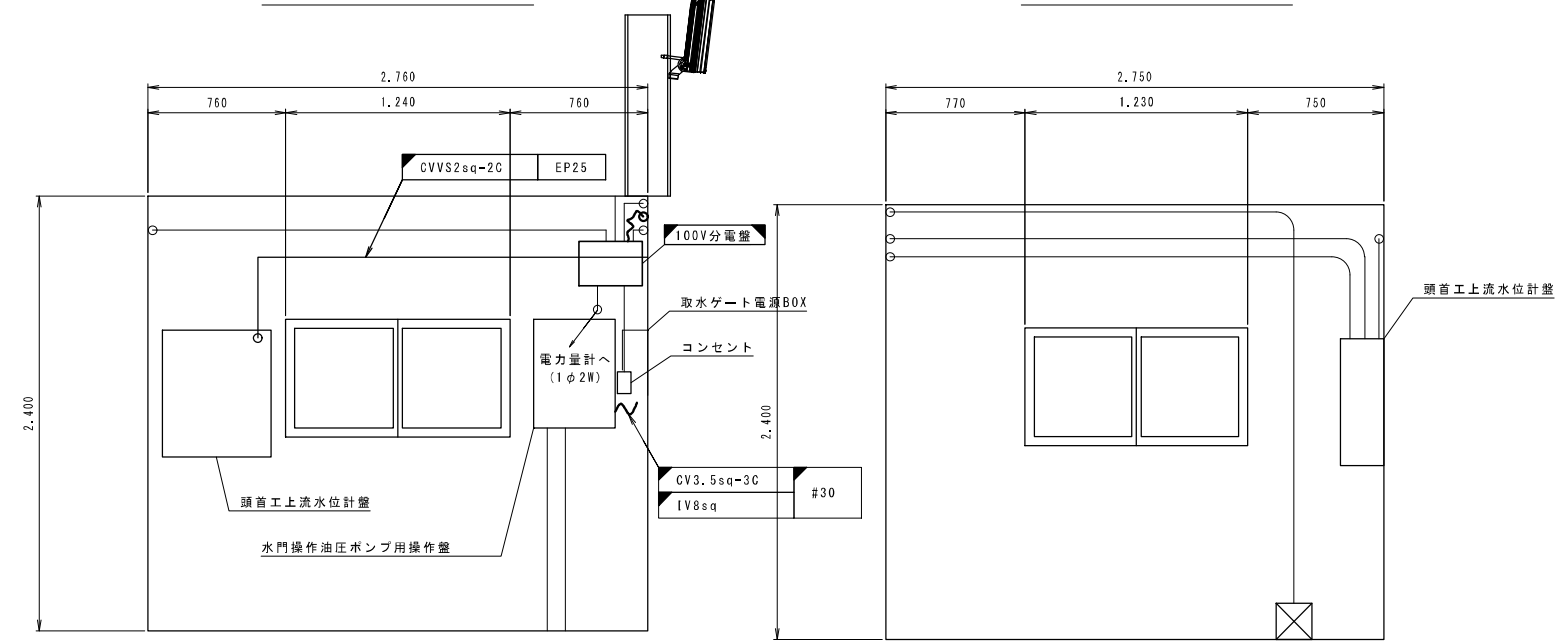 2.760
760
1.240
760
CVVS2sq-2C
EP25
100V分電盤
取水ゲート電源BOX
コンセント
電力量計へ
(1φ2W)
2.400
CV3.5sq-3C
IV8sq
#30
頭首工上流水位計盤
水門操作油圧ポンプ用操作盤
2.750
770
1.230
750
頭首工上流水位計盤
2.400